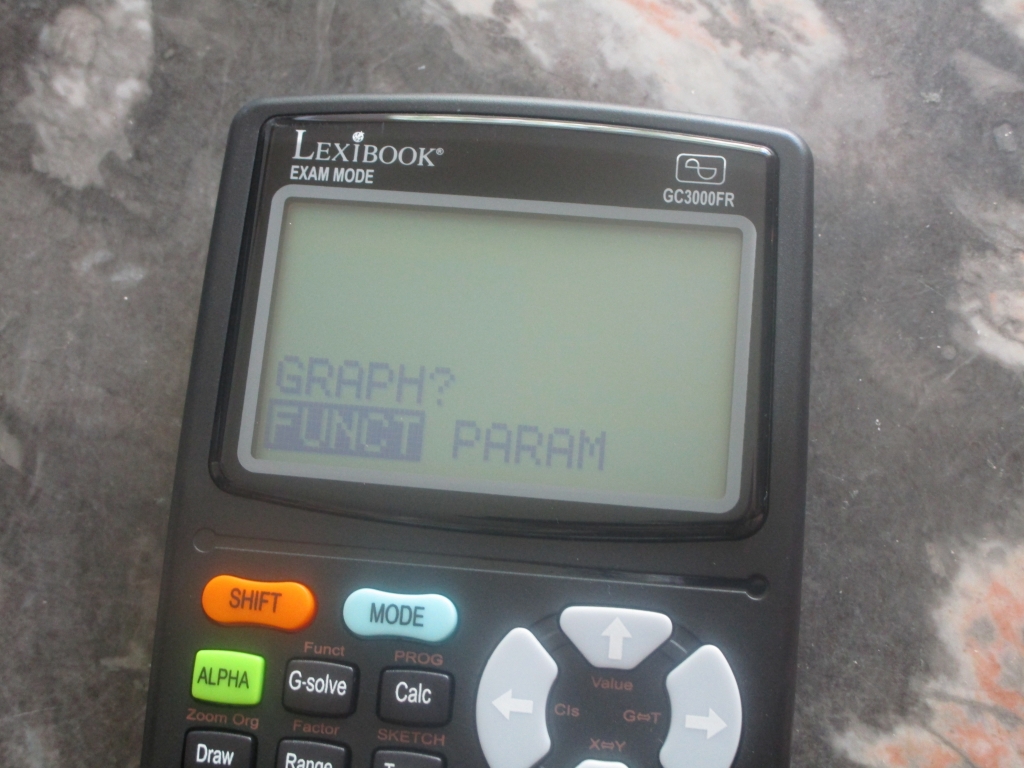 LEXIBOOK®
EXAM MODE
GC3000FR
GRAPH?
FUNCT PARAM
SHIFT
MODE
Funct
PROG
ALPHA
G-solve
Calc
Value
Cls
G⇔T
X⇔Y
Zoom Org
Factor
SKETCH
Draw
Range